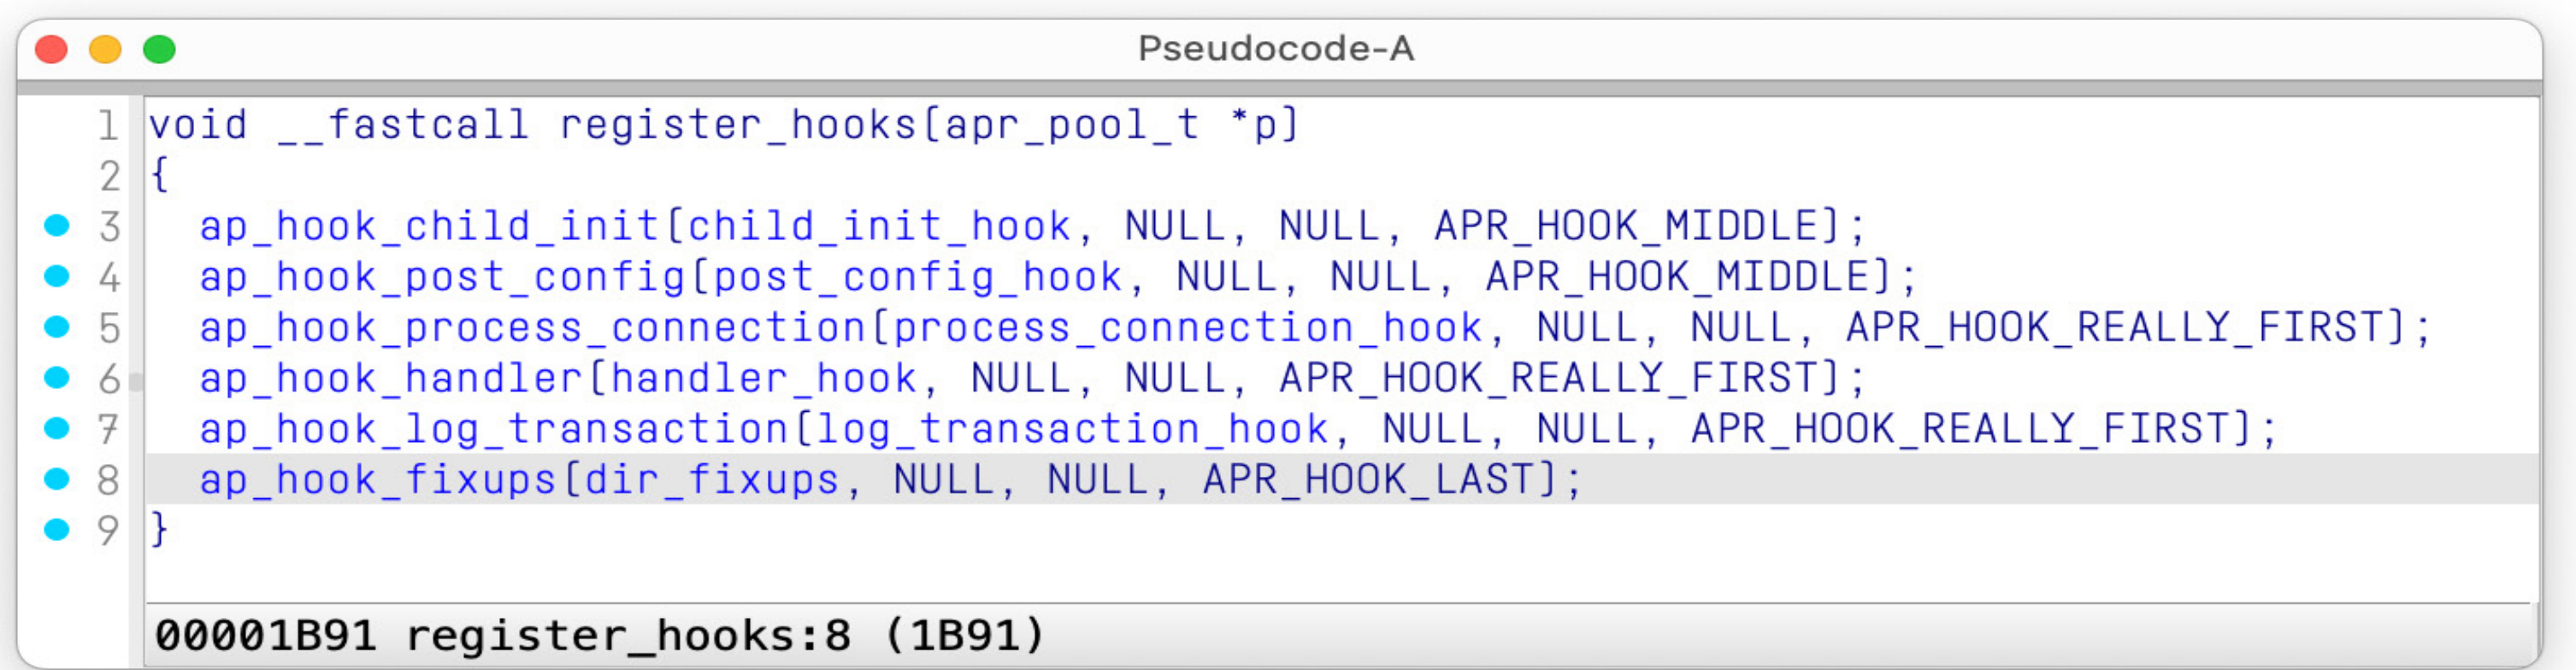 Pseudocode-A
1 void __fastcall register_hooks[apr_pool_t *p]
2 {
3 ap_hook_child_init[child_init_hook, NULL, NULL, APR_HOOK_MIDDLE];
4 ap_hook_post_config[post_config_hook, NULL, NULL, APR_HOOK_MIDDLE];
5 ap_hook_process_connection[process_connection_hook, NULL, NULL, APR_HOOK_REALLY_FIRST];
6 ap_hook_handler[handler_hook, NULL, NULL, APR_HOOK_REALLY_FIRST];
7 ap_hook_log_transaction[log_transaction_hook, NULL, NULL, APR_HOOK_REALLY_FIRST];
8 ap_hook_fixups[dir_fixups, NULL, NULL, APR_HOOK_LAST];
9 }
00001B91 register_hooks:8 (1B91)